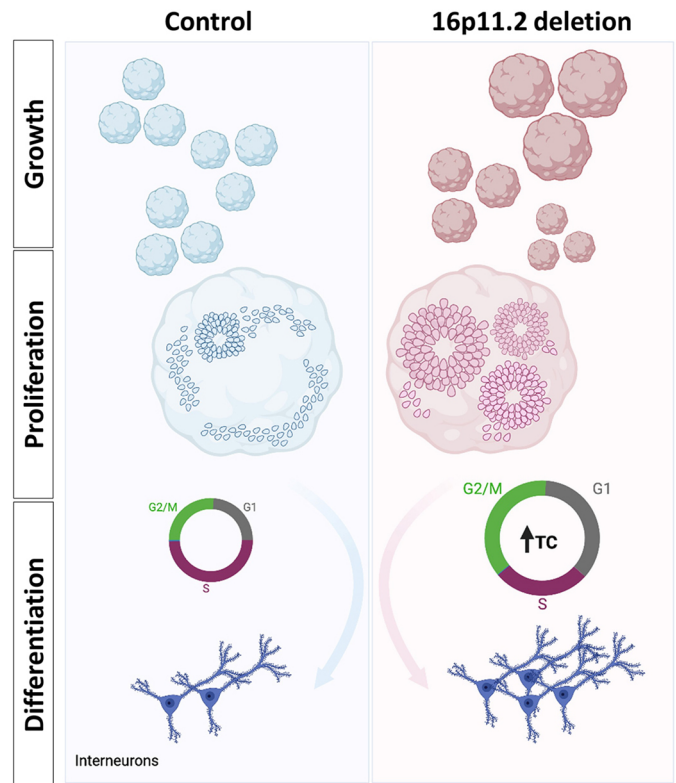 Control
16p11.2 deletion
Growth
Proliferation
G2/M
G1
S
G2/M
G1
TC
S
Differentiation
Interneurons